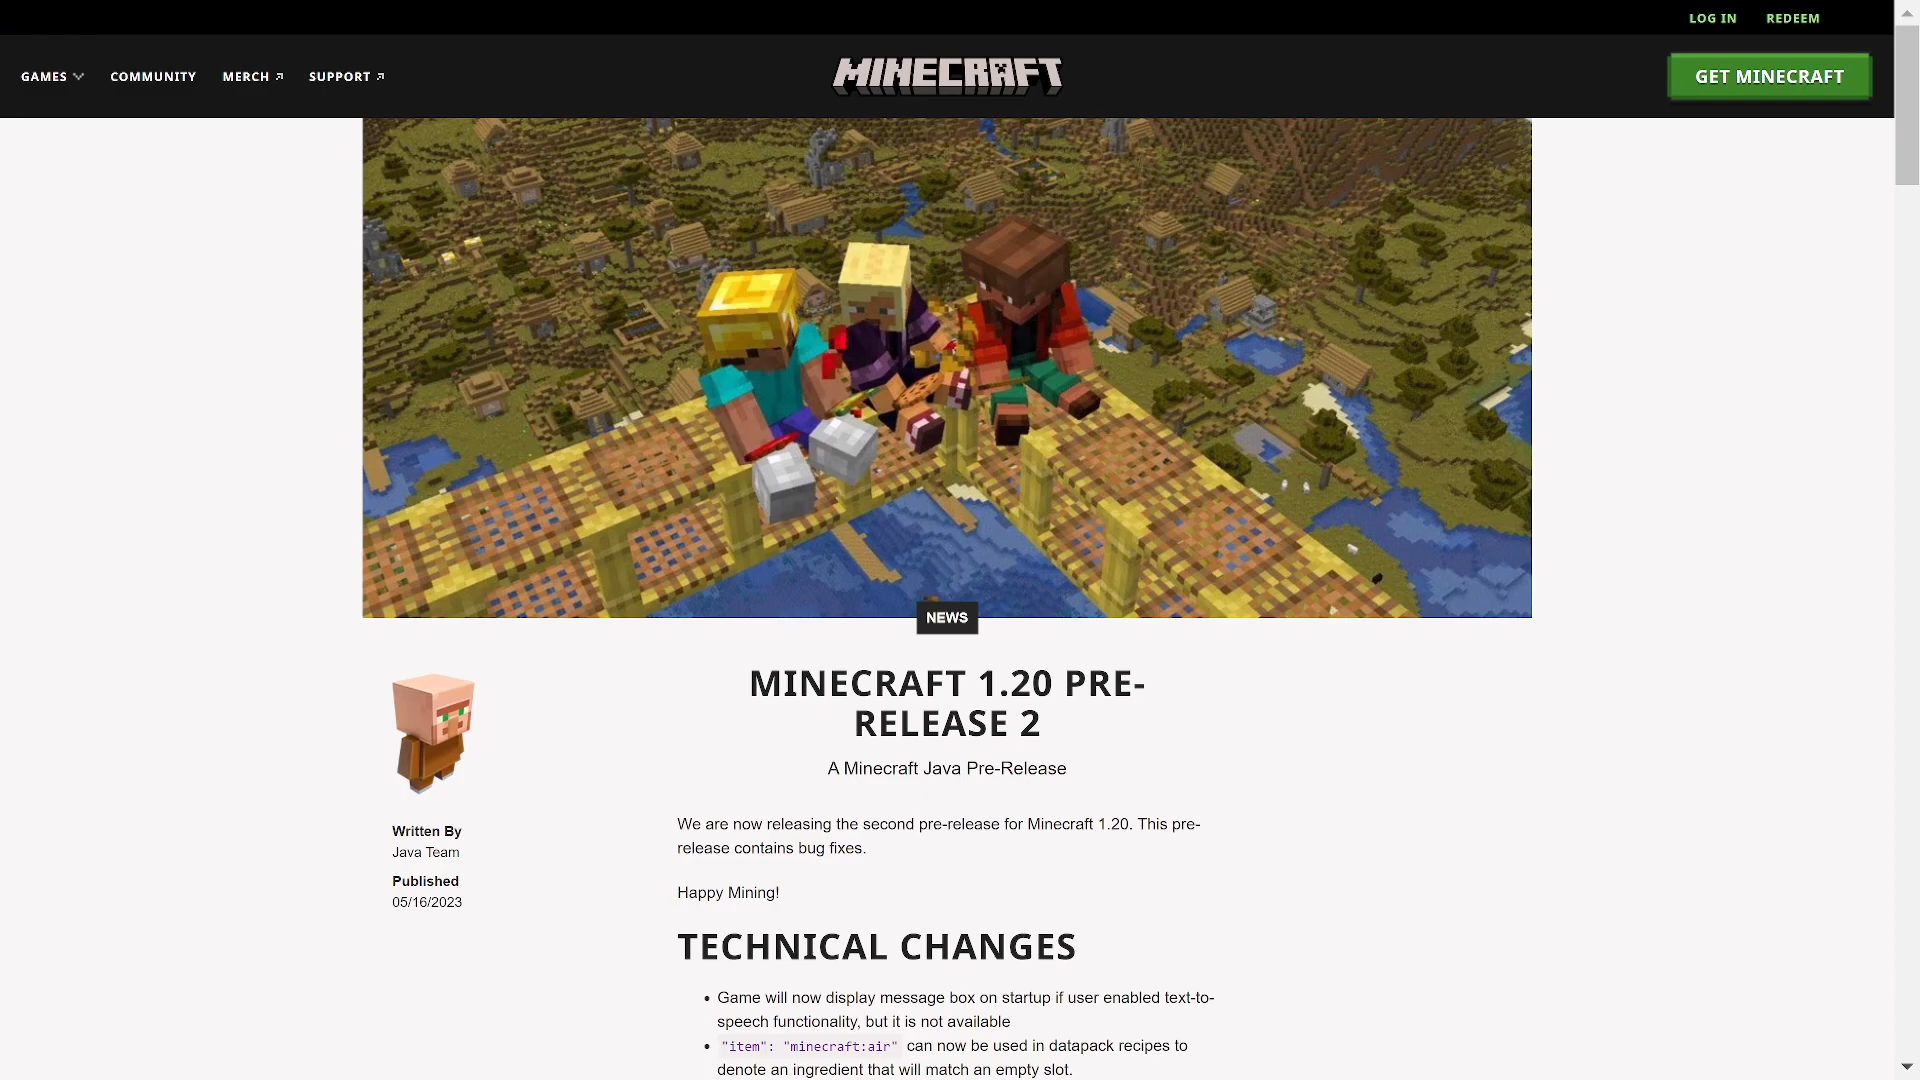 LOG IN REDEEM
GAMES COMMUNITY MERCH SUPPORT MINECRAFT GET MINECRAFT
NEWS
MINECRAFT 1.20 PRE-
RELEASE 2
A Minecraft Java Pre-Release
Written By
Java Team
Published
05/16/2023
We are now releasing the second pre-release for Minecraft 1.20. This pre-
release contains bug fixes.
Happy Mining!
TECHNICAL CHANGES
• Game will now display message box on startup if user enabled text-to-
speech functionality, but it is not available
• "item": "minecraft:air" can now be used in datapack recipes to
denote an ingredient that will match an empty slot.